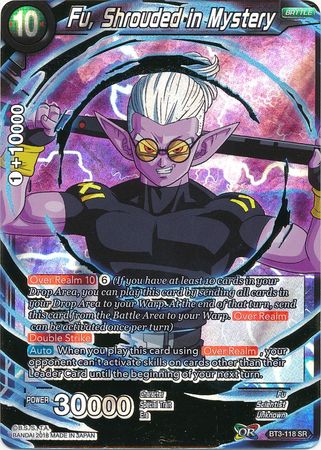 10
Fu, Shrouded in Mystery
BATTLE
1 +10000
Over Realm 10 6 (If you have at least 10 cards in your
Drop Area, you can play this card by sending all cards in
your Drop Area to your Warp. At the end of that turn, send
this card from the Battle Area to your Warp. Over Realm
can be activated once per turn)
Double Strike
Auto When you play this card using Over Realm, your
opponent can't activate skills on cards other than their
Leader Card until the beginning of your next turn.
POWER 30000
Character Fu
Special Traits Scientist
Era Unknown
BANDAI 2018 MADE IN JAPAN
OR
BT3-118 SR